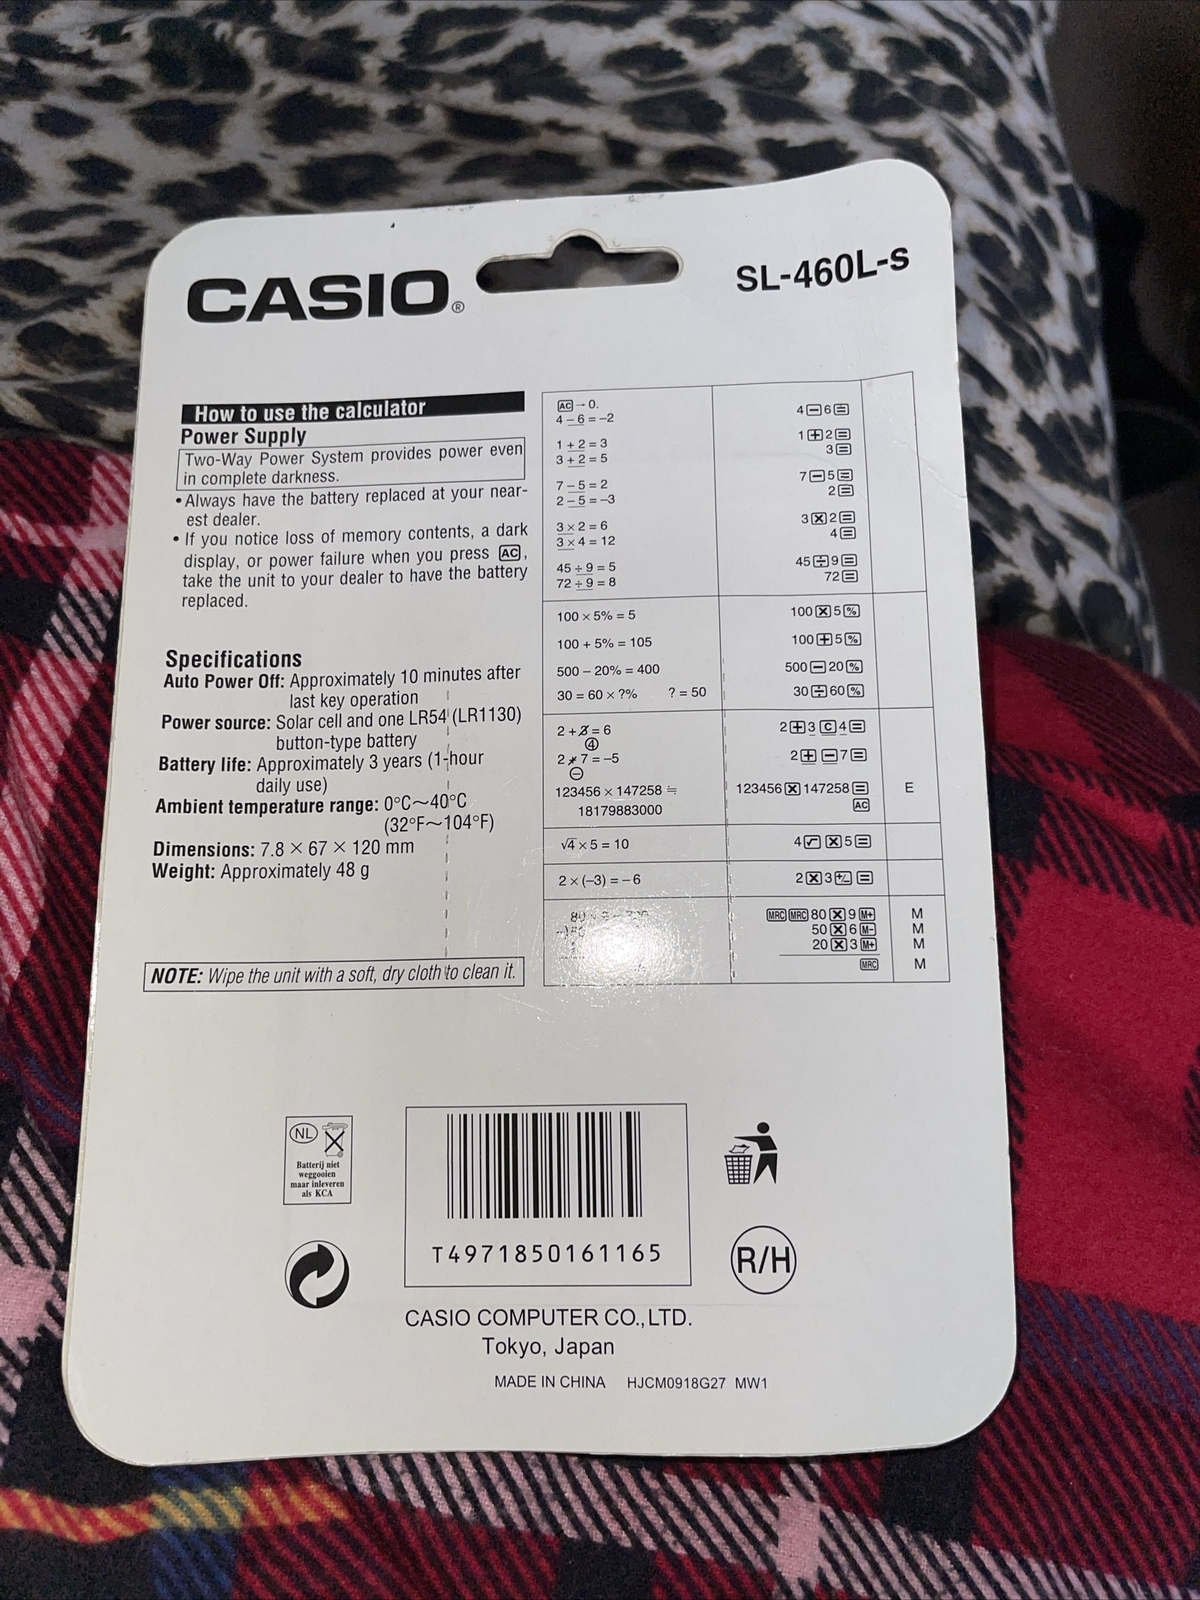 CASIO®
SL-460L-s
How to use the calculator
Power Supply
Two-Way Power System provides power even
in complete darkness.
•Always have the battery replaced at your near-
est dealer.
• If you notice loss of memory contents, a dark
display, or power failure when you press AC,
take the unit to your dealer to have the battery
replaced.
Specifications
Auto Power Off: Approximately 10 minutes after
last key operation
Power source: Solar cell and one LR54 (LR1130)
button-type battery
Battery life: Approximately 3 years (1-hour
daily use)
Ambient temperature range: 0°C～40°C
(32°F～104°F)
Dimensions: 7.8 × 67 × 120 mm
Weight: Approximately 48 g
NOTE: Wipe the unit with a soft, dry cloth to clean it.
AC → 0.
4 – 6 = –2 4 − 6 =
1 + 2 = 3 1 + 2 =
3 + 2 = 5 3 =
7 – 5 = 2 7 − 5 =
2 – 5 = –3 2 =
3 × 2 = 6 3 × 2 =
3 × 4 = 12 4 =
45 ÷ 9 = 5 45 ÷ 9 =
72 ÷ 9 = 8 72 =
100 × 5% = 5 100 × 5 %
100 + 5% = 105 100 + 5 %
500 – 20% = 400 500 − 20 %
30 = 60 × ?% ? = 50 30 ÷ 60 %
2 + 3 = 6 2 + 3 C 4 =
④
2 × 7 = –5 2 + − 7 =
⊖
123456 × 147258 ≒ 123456 × 147258 = E
18179883000 AC
√4 × 5 = 10 4 √ × 5 =
2 × (–3) = –6 2 × 3 +/− =
MRC MRC 80 × 9 M+ M
50 × 6 M− M
20 × 3 M+ M
MRC M
NL
Batterij niet
weggooien
maar inleveren
als KCA
T4971850161165
R/H
CASIO COMPUTER CO.,LTD.
Tokyo, Japan
MADE IN CHINA HJCM0918G27 MW1